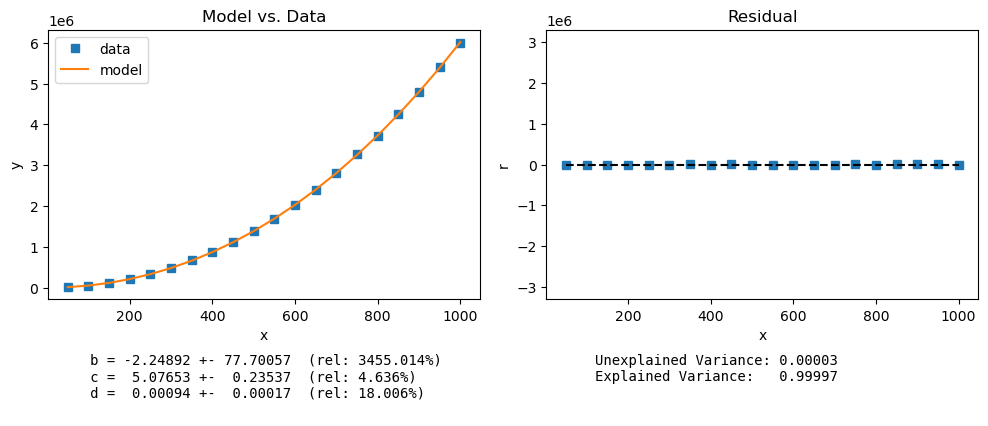 Model vs. Data
1e6
data
model
y
6
5
4
3
2
1
0
200 400 600 800 1000
x
b = -2.24892 +- 77.70057 (rel: 3455.014%)
c = 5.07653 +- 0.23537 (rel: 4.636%)
d = 0.00094 +- 0.00017 (rel: 18.006%)
Residual
1e6
r
3
2
1
0
−1
−2
−3
200 400 600 800 1000
x
Unexplained Variance: 0.00003
Explained Variance: 0.99997